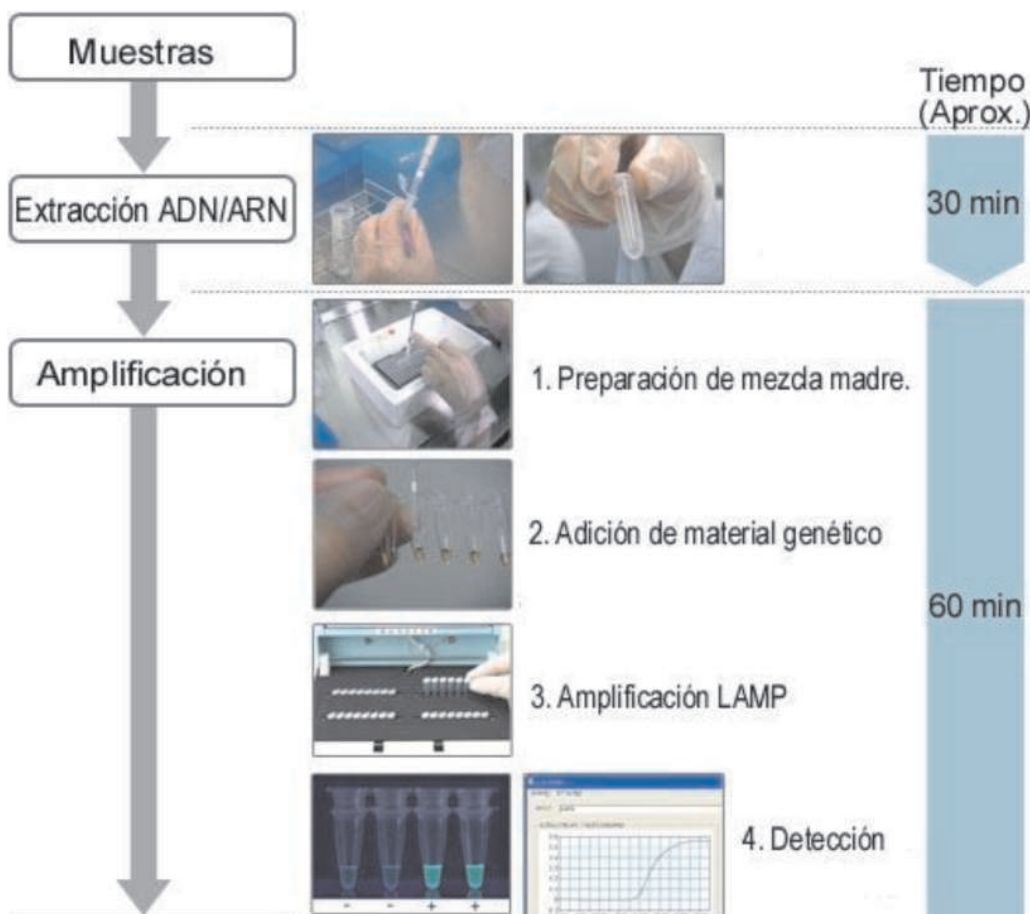 Muestras
Tiempo
(Aprox.)
Extracción ADN/ARN
30 min
Amplificación
1. Preparación de mezcla madre.
2. Adición de material genético
60 min
3. Amplificación LAMP
4. Detección
- - + +